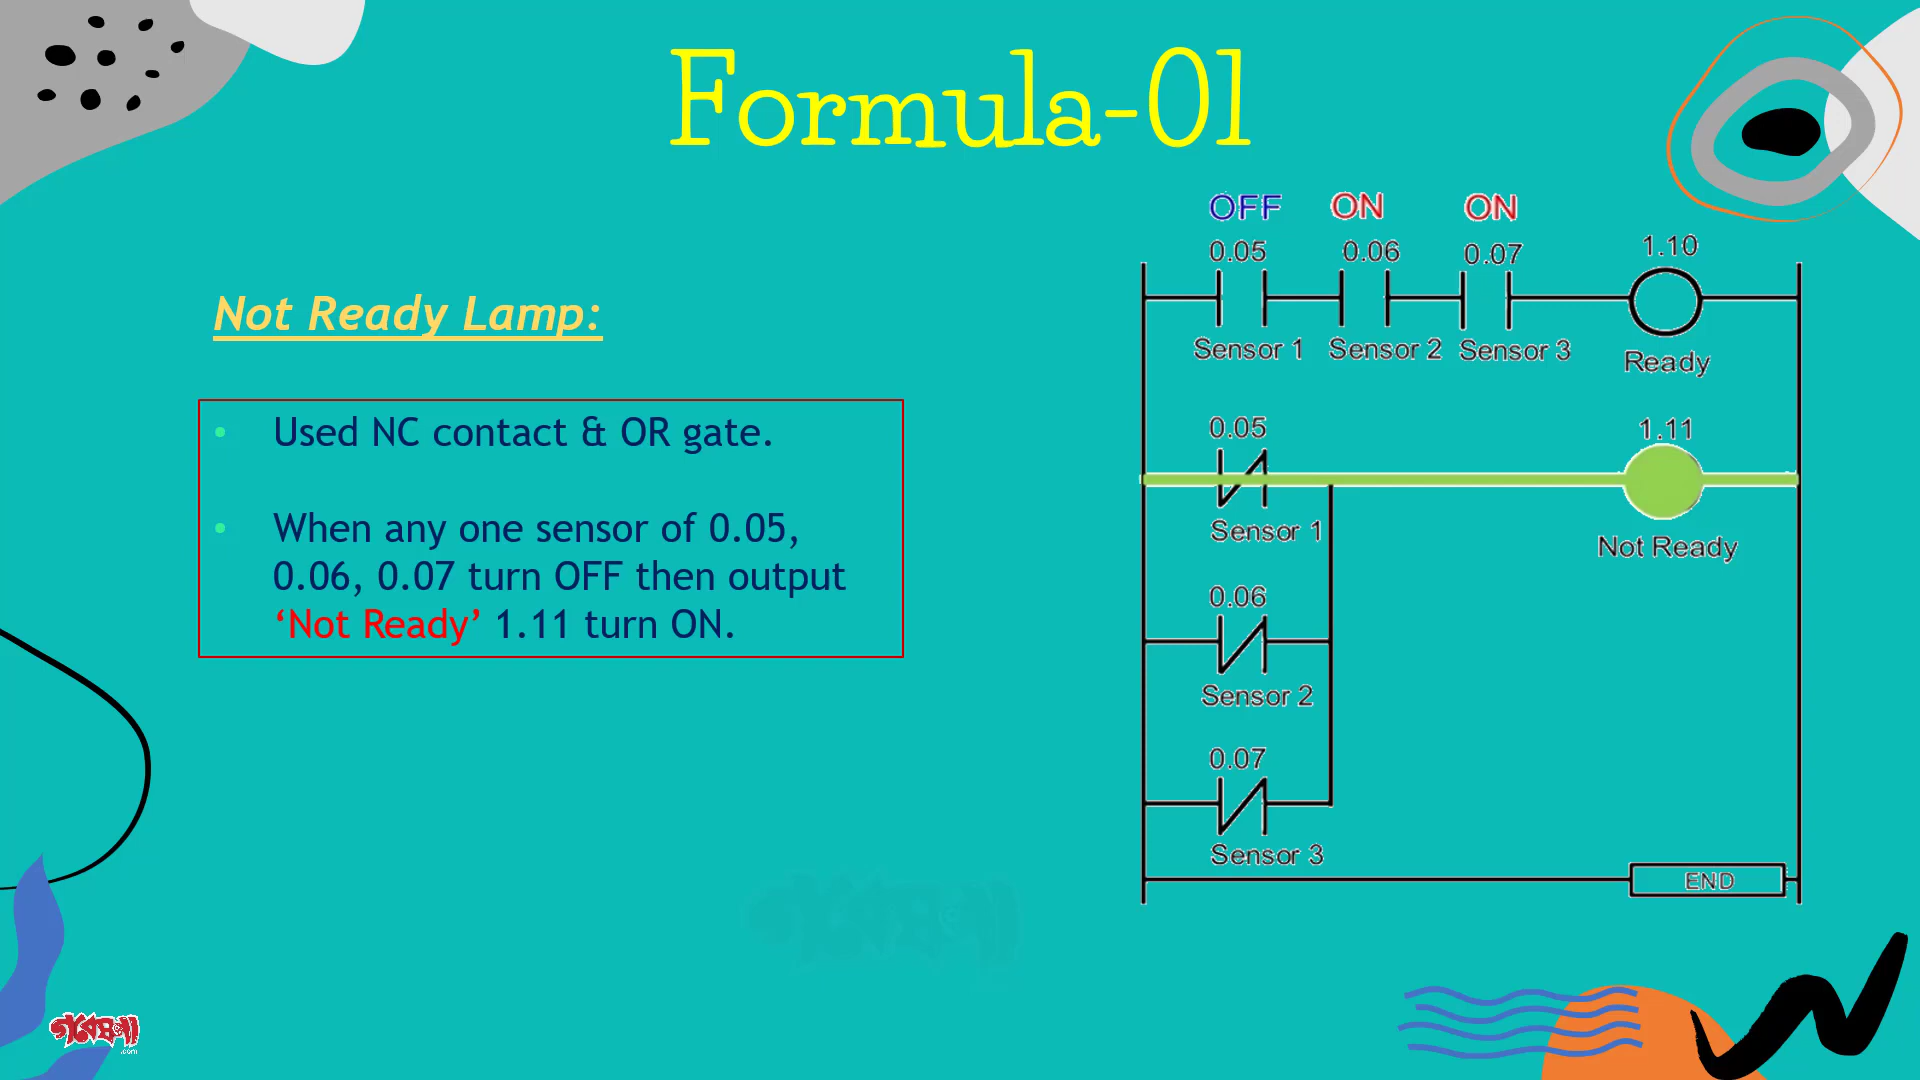 Formula-01
Not Ready Lamp:
• Used NC contact & OR gate.
• When any one sensor of 0.05,
0.06, 0.07 turn OFF then output
‘Not Ready’ 1.11 turn ON.
OFF ON ON
0.05 0.06 0.07 1.10
Sensor 1 Sensor 2 Sensor 3 Ready
0.05 1.11
Sensor 1 Not Ready
0.06
Sensor 2
0.07
Sensor 3
END
গবেষণা
.com